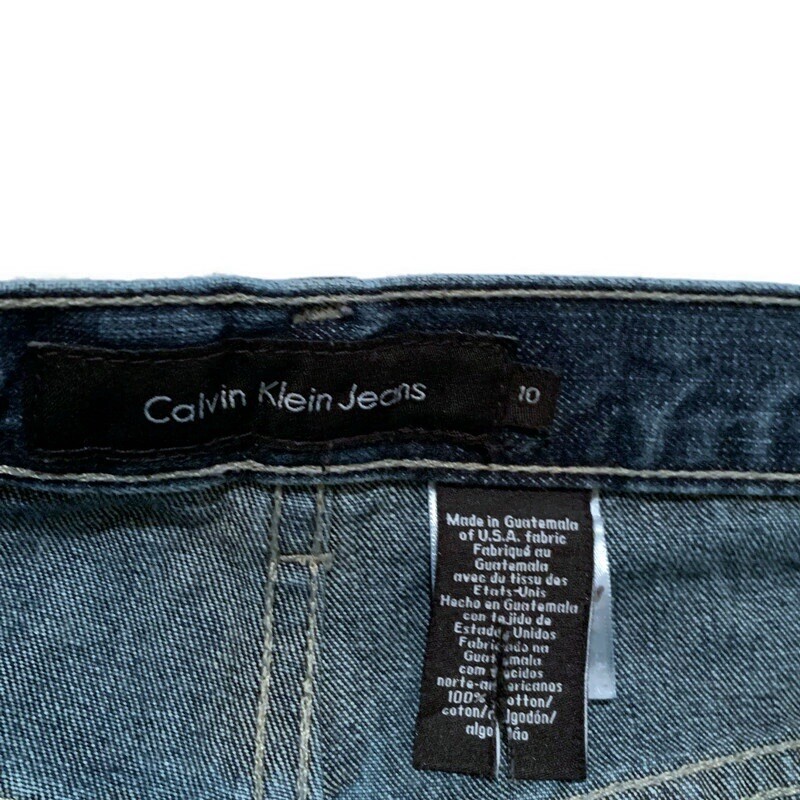 Calvin Klein Jeans
10
Made in Guatemala
of U.S.A. fabric
Fabriqué au
Guatemala
avec du tissu des
États-Unis
Hecho en Guatemala
con tejido de
Estados Unidos
Fabricado na
Guatemala
com tecidos
norte-americanos
100% cotton/
coton/algodón/
algodão